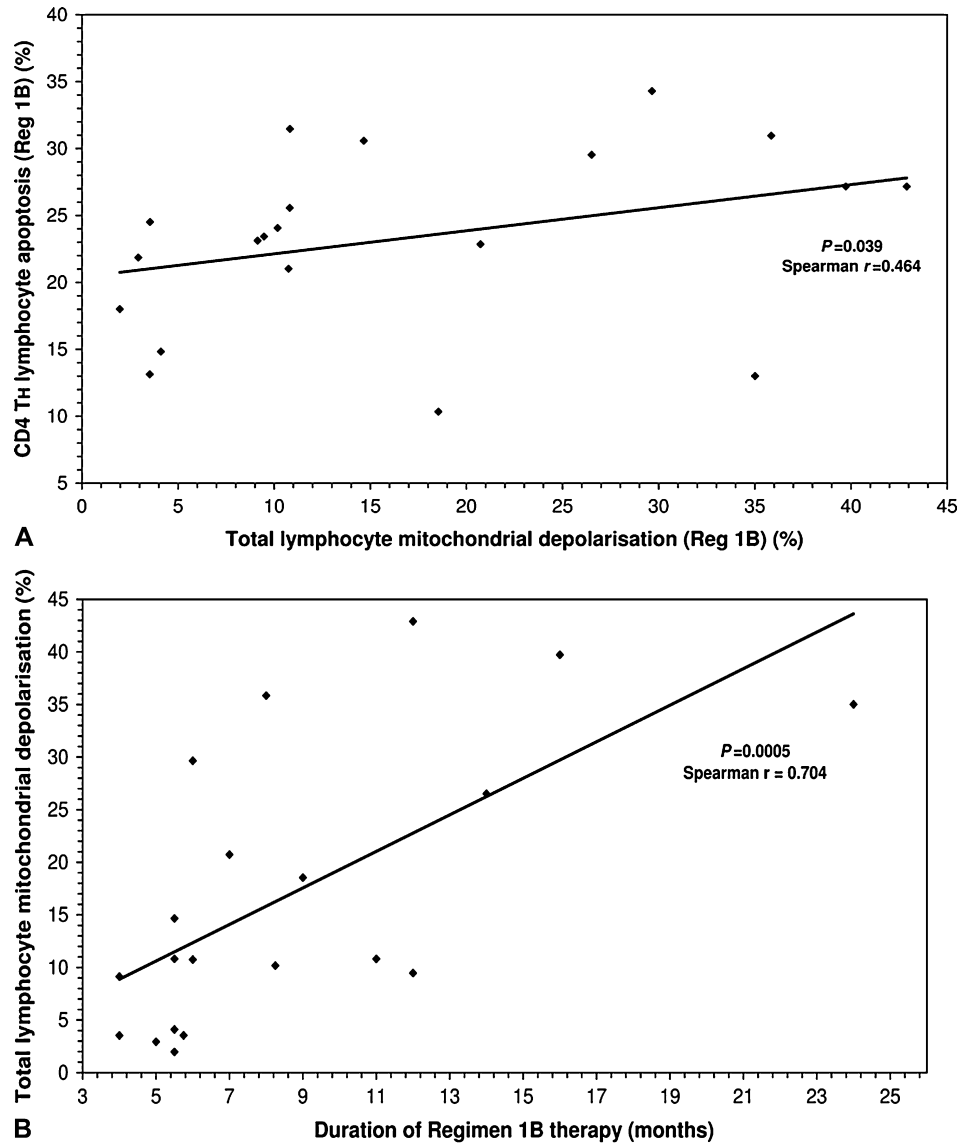 CD4 TH lymphocyte apoptosis (Reg 1B) (%)
40
35
30
25
20
15
10
5
P=0.039
Spearman r=0.464
0 5 10 15 20 25 30 35 40 45
A
Total lymphocyte mitochondrial depolarisation (Reg 1B) (%)
Total lymphocyte mitochondrial depolarisation (%)
45
40
35
30
25
20
15
10
5
0
P=0.0005
Spearman r = 0.704
3 5 7 9 11 13 15 17 19 21 23 25
B
Duration of Regimen 1B therapy (months)